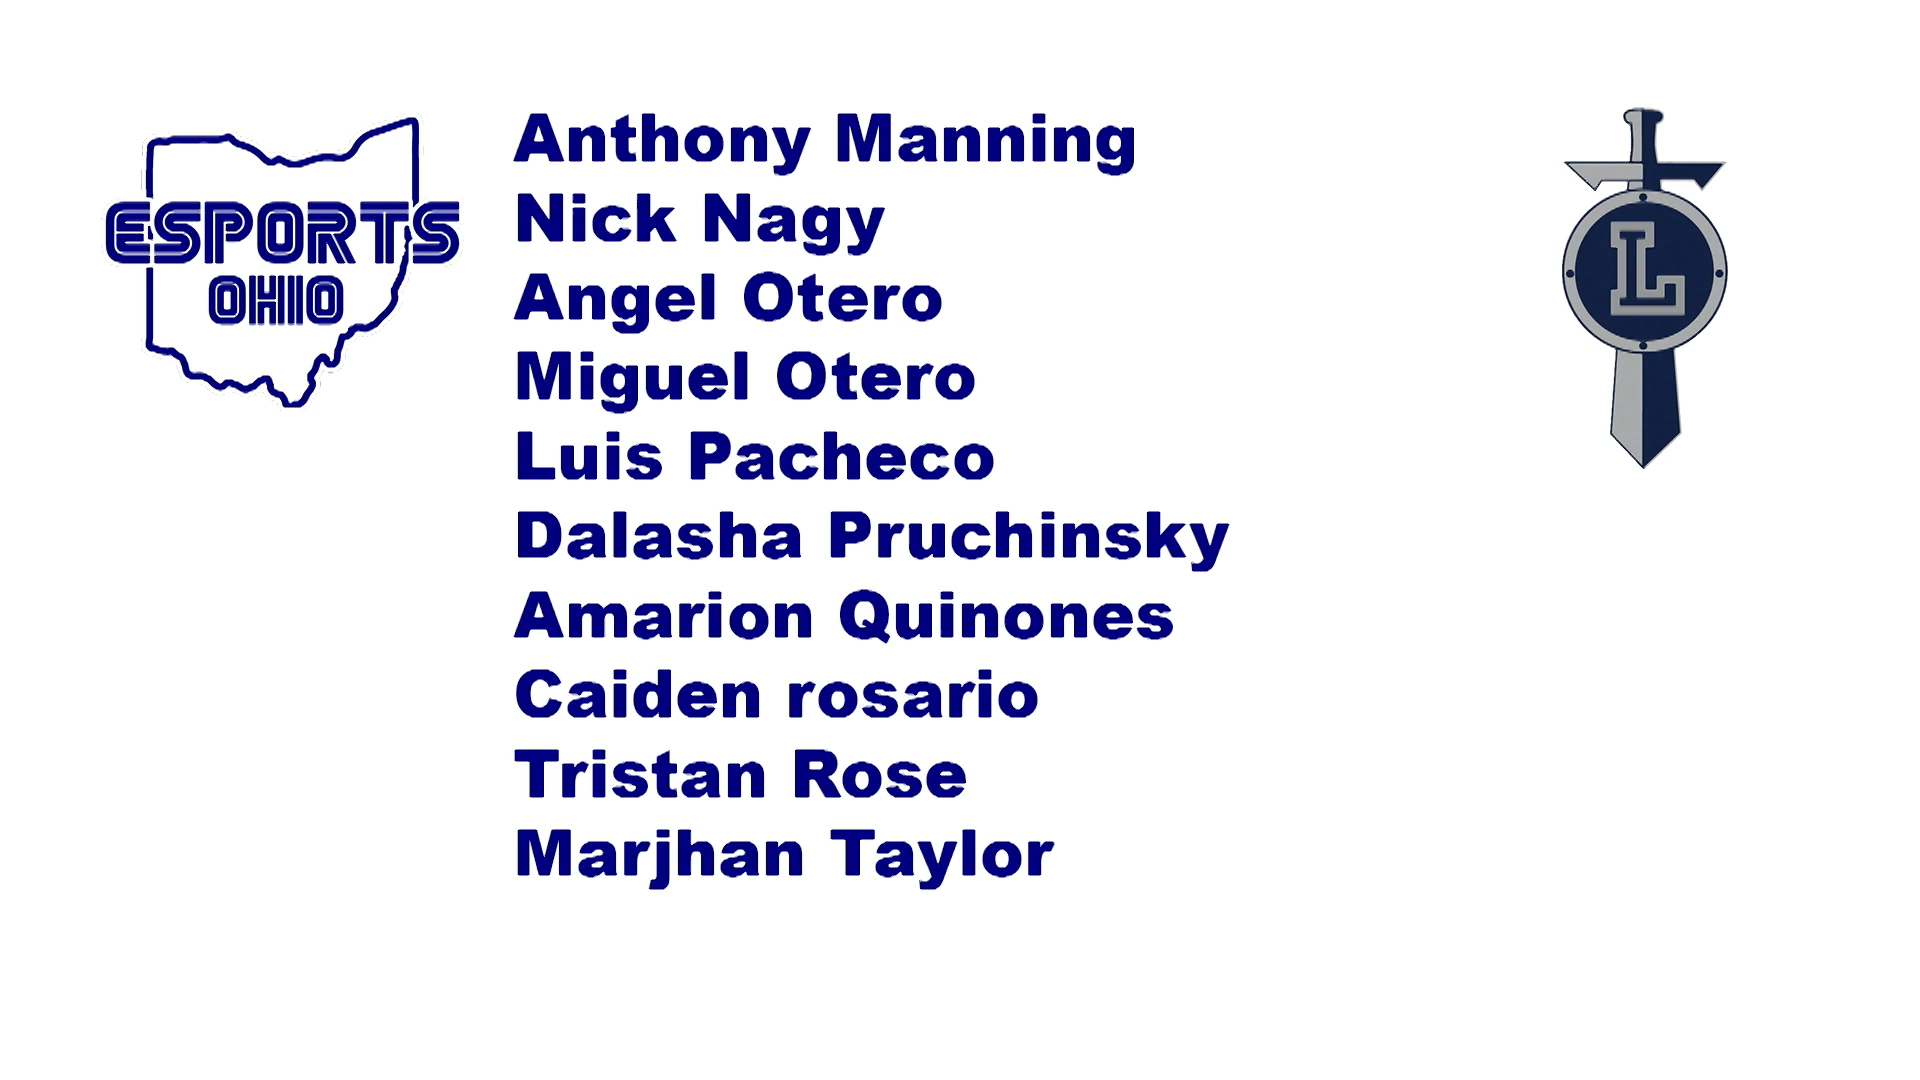 ESPORTS
OHIO
Anthony Manning
Nick Nagy
Angel Otero
Miguel Otero
Luis Pacheco
Dalasha Pruchinsky
Amarion Quinones
Caiden rosario
Tristan Rose
Marjhan Taylor
L